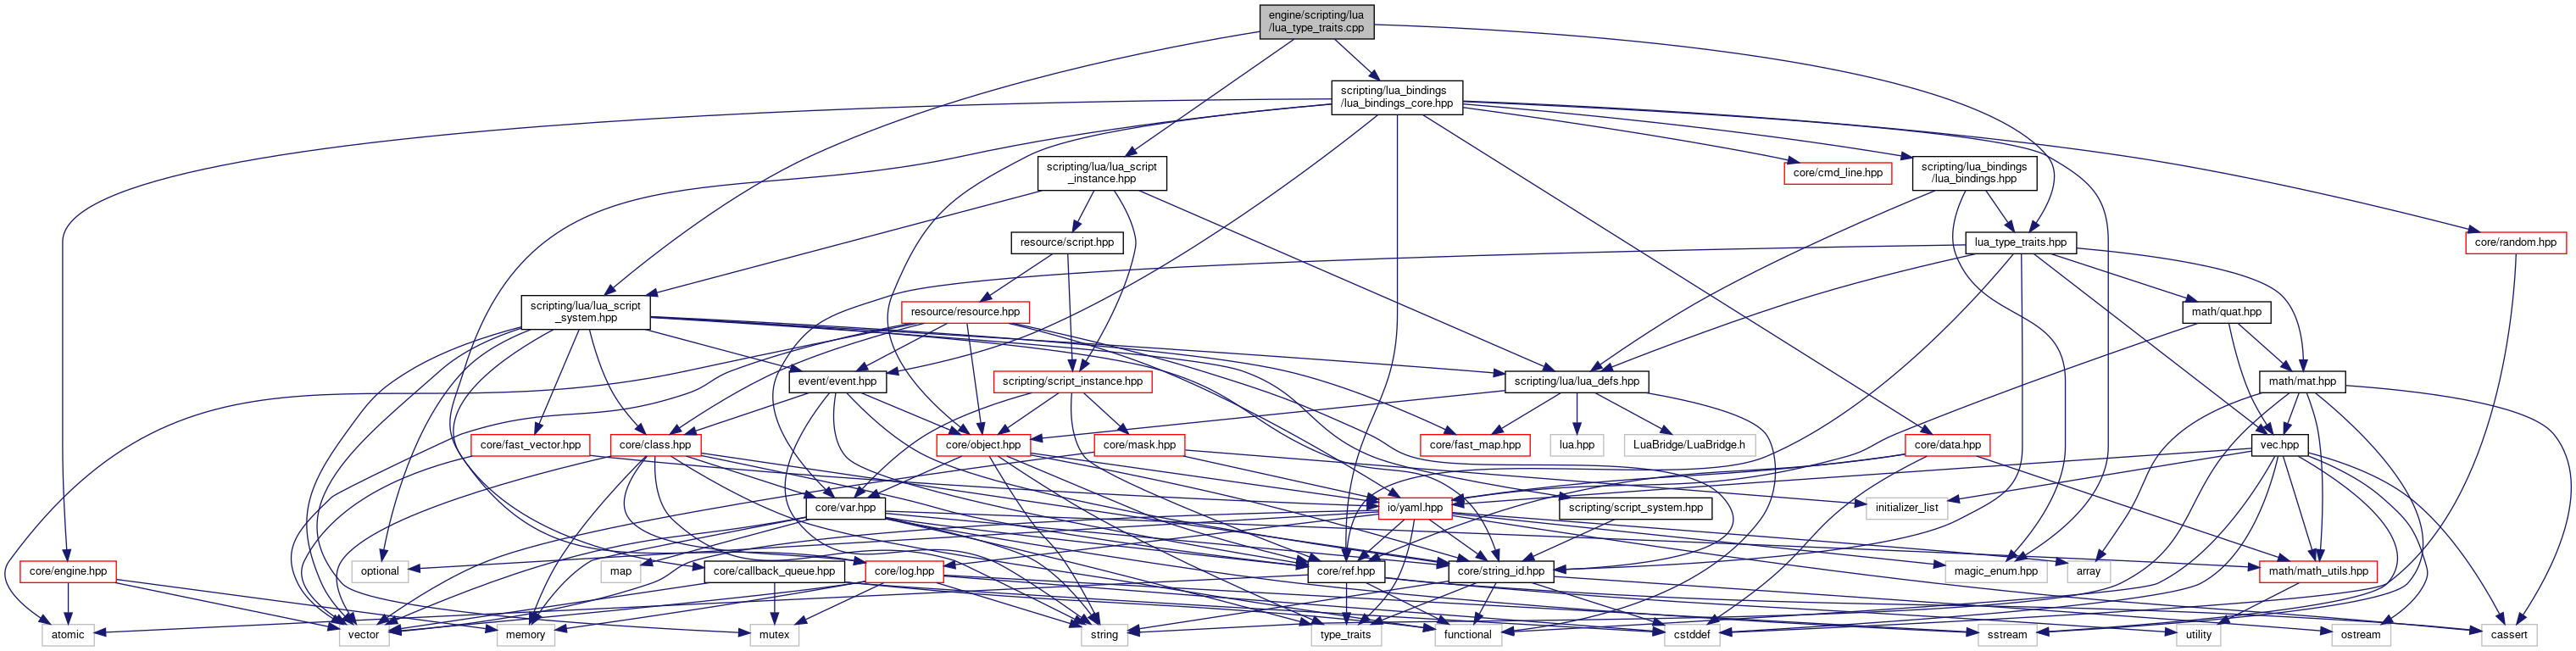 engine/scripting/lua
/lua_type_traits.cpp
scripting/lua_bindings
/lua_bindings_core.hpp
scripting/lua/lua_script
_instance.hpp
core/cmd_line.hpp
scripting/lua_bindings
/lua_bindings.hpp
resource/script.hpp
lua_type_traits.hpp
core/random.hpp
scripting/lua/lua_script
_system.hpp
resource/resource.hpp
math/quat.hpp
event/event.hpp
scripting/script_instance.hpp
scripting/lua/lua_defs.hpp
math/mat.hpp
core/fast_vector.hpp
core/class.hpp
core/object.hpp
core/mask.hpp
core/fast_map.hpp
lua.hpp
LuaBridge/LuaBridge.h
core/data.hpp
vec.hpp
core/var.hpp
io/yaml.hpp
scripting/script_system.hpp
initializer_list
core/engine.hpp
optional
map
core/callback_queue.hpp
core/log.hpp
core/ref.hpp
core/string_id.hpp
magic_enum.hpp
array
math/math_utils.hpp
atomic
vector
memory
mutex
string
type_traits
functional
cstddef
sstream
utility
ostream
cassert